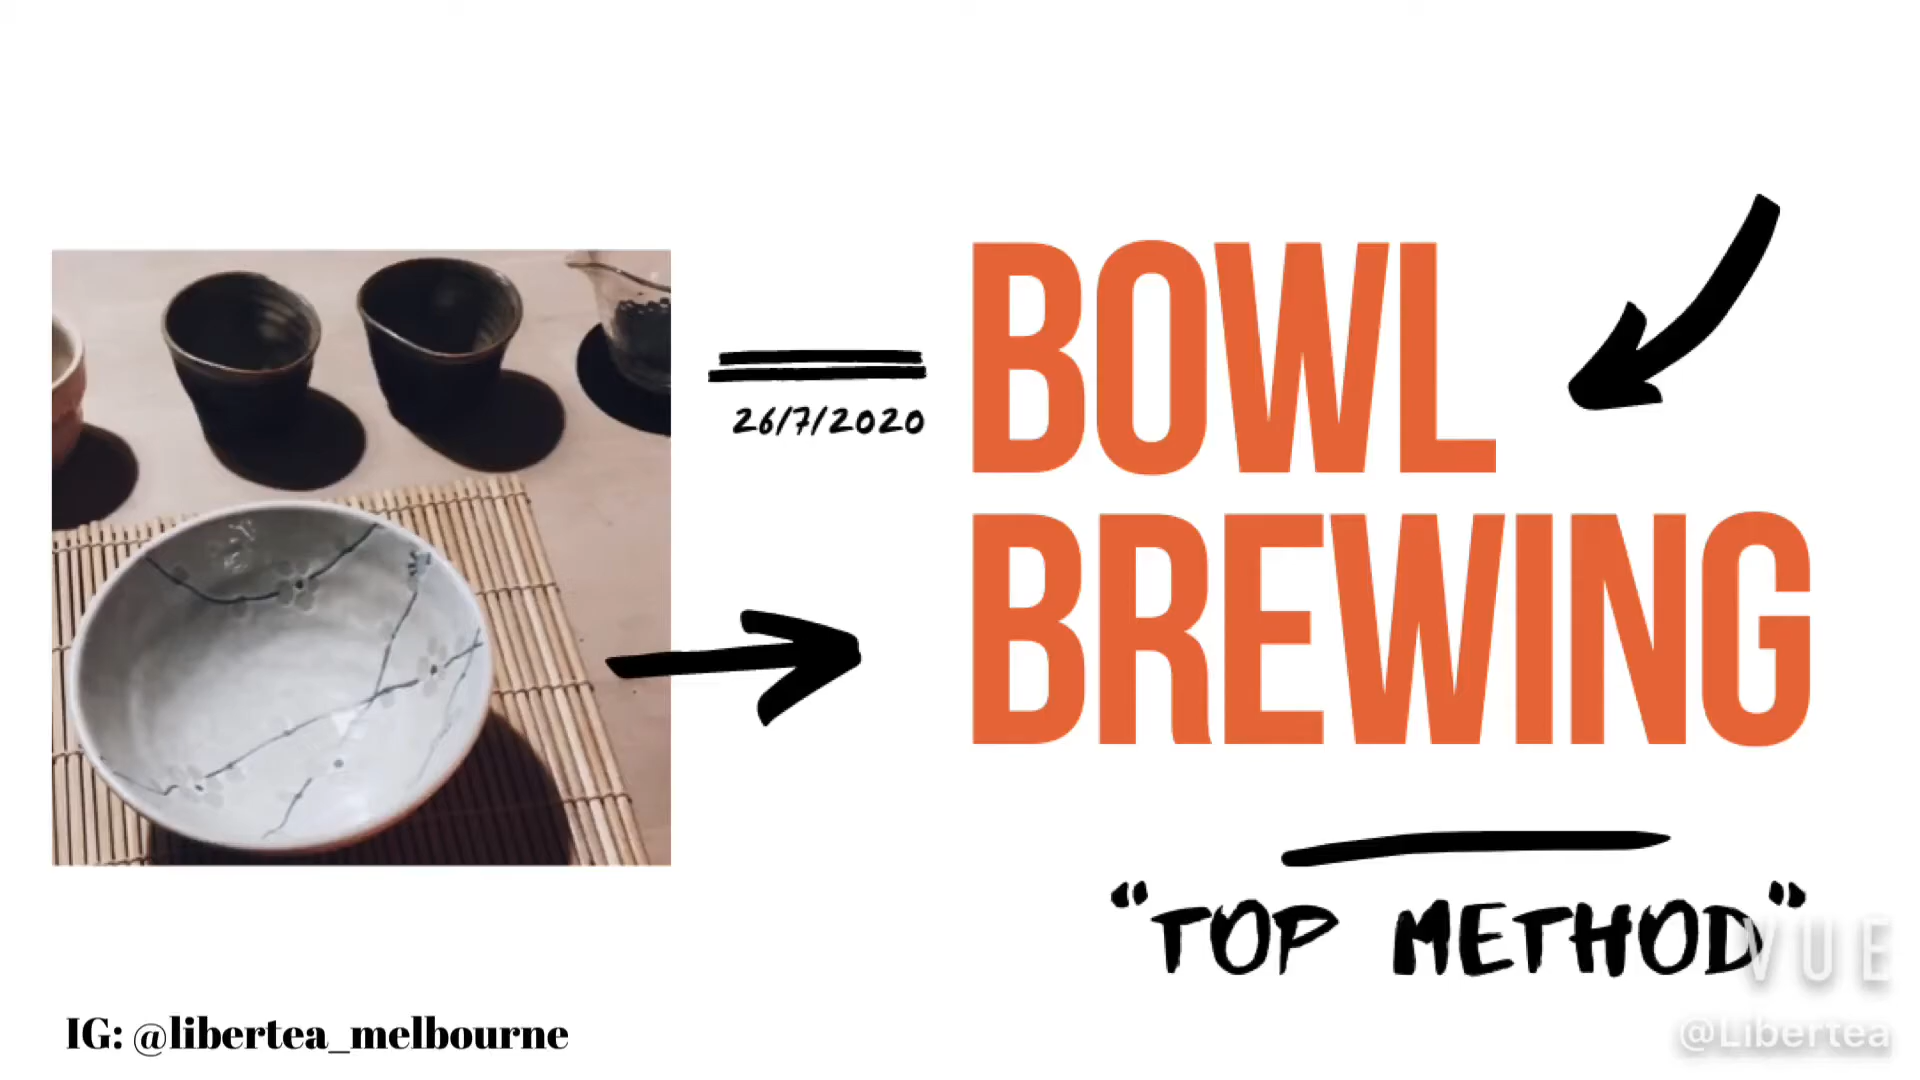 26/7/2020
BOWL
BREWING
“TOP METHOD”
VUE
@Libertea
IG: @libertea_melbourne